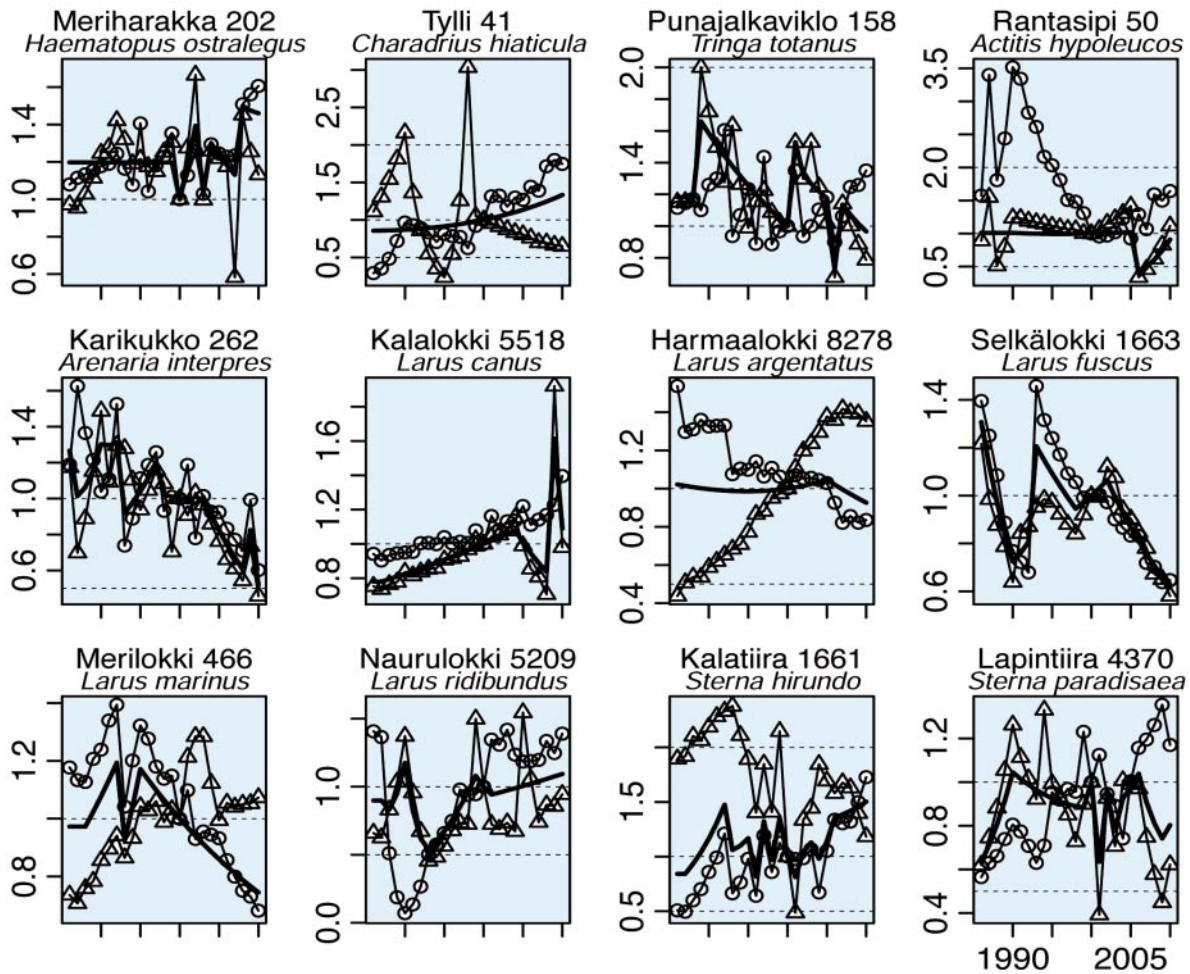 Meriharakka 202
Haematopus ostralegus
0.6 1.0 1.4
Tylli 41
Charadrius hiaticula
0.5 1.5 2.5
Punajalkaviklo 158
Tringa totanus
0.8 1.4 2.0
Rantasipi 50
Actitis hypoleucos
0.5 2.0 3.5
Karikukko 262
Arenaria interpres
0.6 1.0 1.4
Kalalokki 5518
Larus canus
0.8 1.2 1.6
Harmaalokki 8278
Larus argentatus
0.4 0.8 1.2
Selkälokki 1663
Larus fuscus
0.6 1.0 1.4
Merilokki 466
Larus marinus
0.8 1.2
Naurulokki 5209
Larus ridibundus
0.0 1.0
Kalatiira 1661
Sterna hirundo
0.5 1.5
Lapintiira 4370
Sterna paradisaea
0.4 0.8 1.2
1990 2005